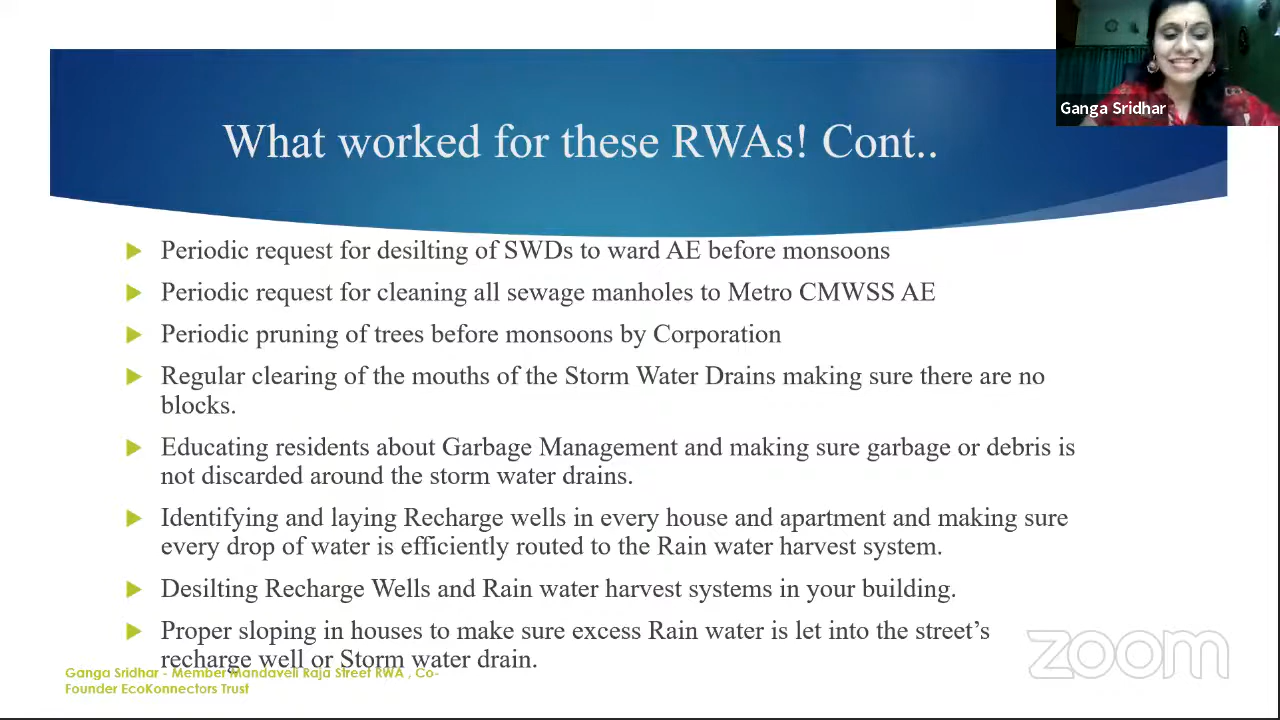 Ganga Sridhar
What worked for these RWAs! Cont..
Periodic request for desilting of SWDs to ward AE before monsoons
Periodic request for cleaning all sewage manholes to Metro CMWSS AE
Periodic pruning of trees before monsoons by Corporation
Regular clearing of the mouths of the Storm Water Drains making sure there are no
blocks.
Educating residents about Garbage Management and making sure garbage or debris is
not discarded around the storm water drains.
Identifying and laying Recharge wells in every house and apartment and making sure
every drop of water is efficiently routed to the Rain water harvest system.
Desilting Recharge Wells and Rain water harvest systems in your building.
Proper sloping in houses to make sure excess Rain water is let into the street's
recharge well or Storm water drain.
Ganga Sridhar - Member Mandaveli Raja Street RWA , Co-
Founder EcoKonnectors Trust
zoom